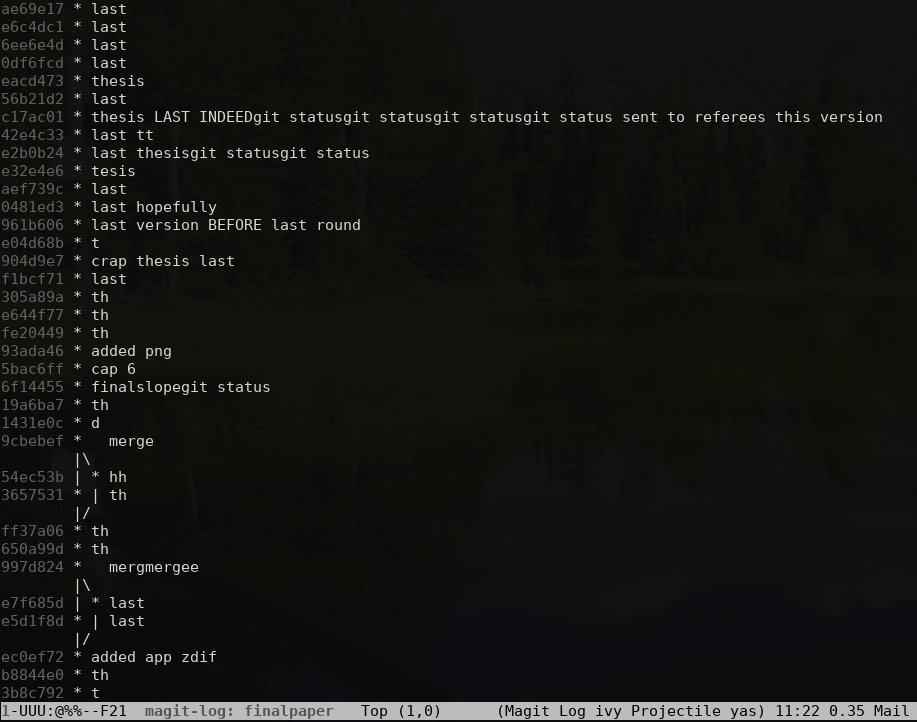 ae69e17 * last
e6c4dc1 * last
6ee6e4d * last
0df6fcd * last
eacd473 * thesis
56b21d2 * last
c17ac01 * thesis LAST INDEEDgit statusgit statusgit statusgit status sent to referees this version
42e4c33 * last tt
e2b0b24 * last thesisgit statusgit status
e32e4e6 * tesis
aef739c * last
0481ed3 * last hopefully
961b606 * last version BEFORE last round
e04d68b * t
904d9e7 * crap thesis last
f1bcf71 * last
305a89a * th
e644f77 * th
fe20449 * th
93ada46 * added png
5bac6ff * cap 6
6f14455 * finalslopegit status
19a6ba7 * th
1431e0c * d
9cbebef *   merge
|\
54ec53b | * hh
3657531 * | th
|/
ff37a06 * th
650a99d * th
997d824 *   mergmergee
|\
e7f685d | * last
e5d1f8d * | last
|/
ec0ef72 * added app zdif
b8844e0 * th
3b8c792 * t
1-UUU:@%%--F21  magit-log: finalpaper   Top (1,0)      (Magit Log ivy Projectile yas) 11:22 0.35 Mail